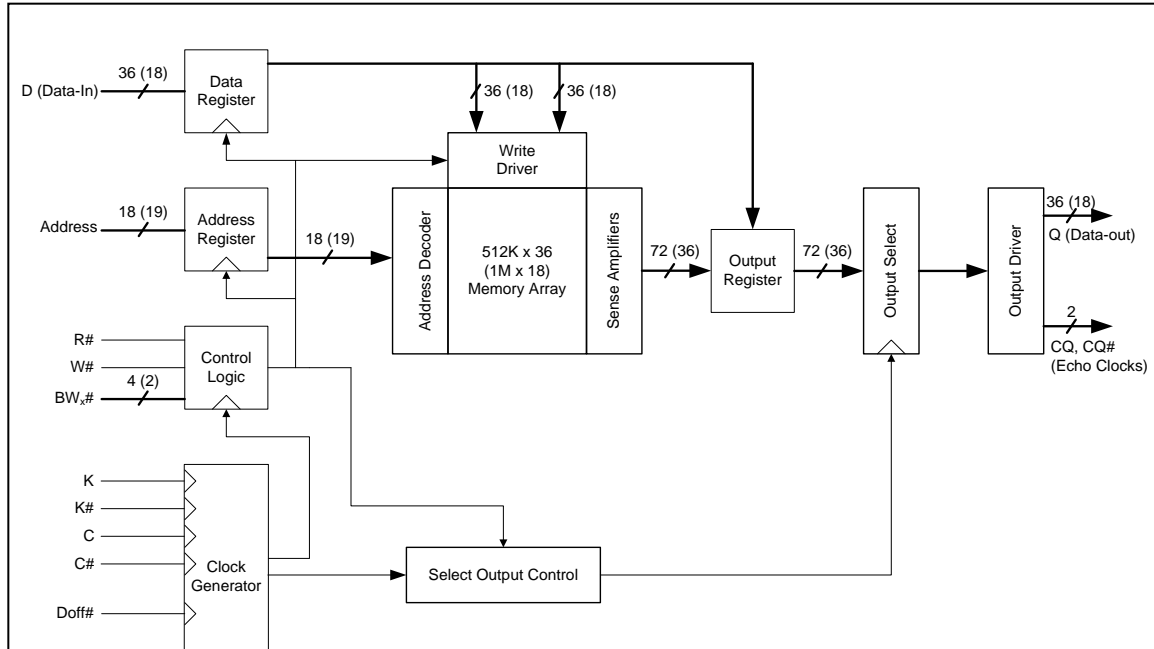 D (Data-In)
36 (18)
Data
Register
36 (18)
36 (18)
Write
Driver
Address
18 (19)
Address
Register
18 (19)
Address Decoder
512K x 36
(1M x 18)
Memory Array
Sense Amplifiers
72 (36)
Output
Register
72 (36)
Output Select
Output Driver
36 (18)
Q (Data-out)
2
CQ, CQ#
(Echo Clocks)
R#
W#
BWx#
4 (2)
Control
Logic
K
K#
C
C#
Doff#
Clock
Generator
Select Output Control